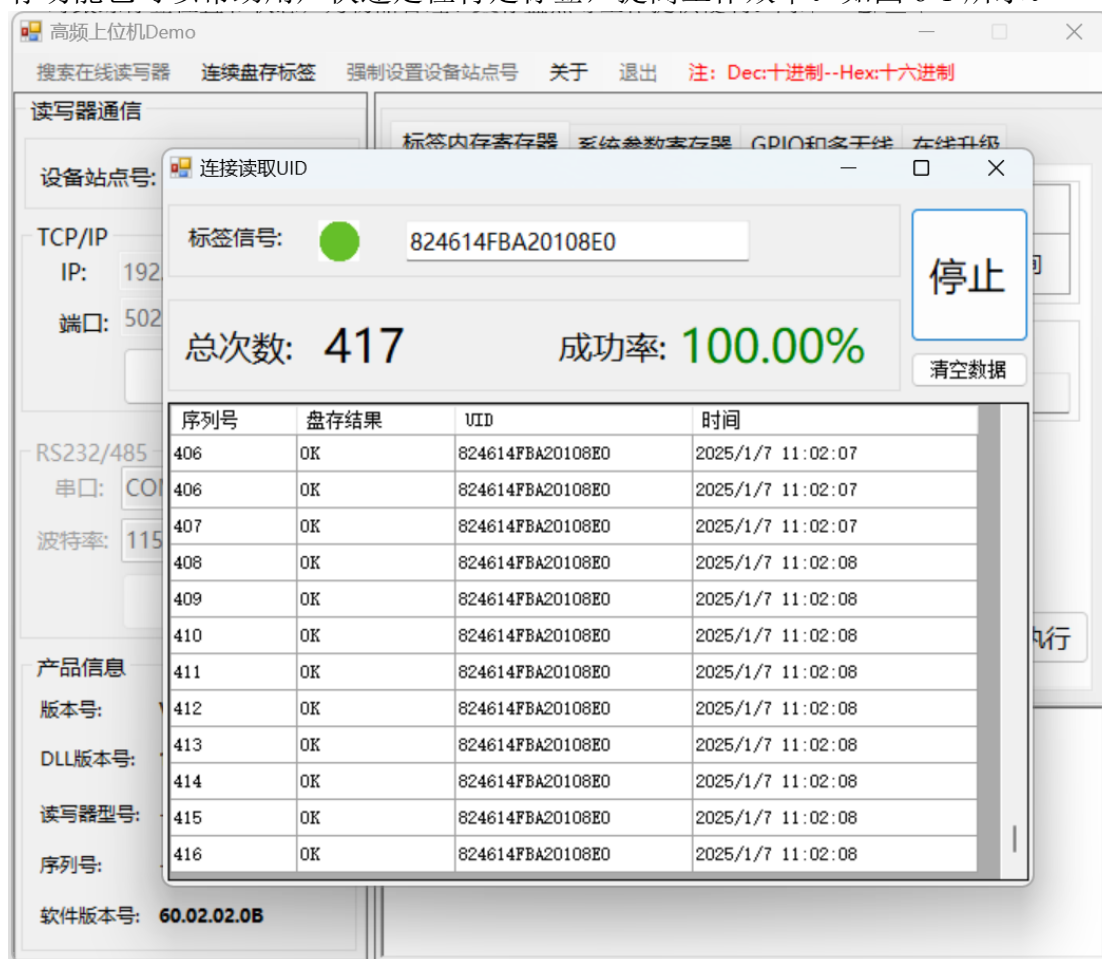 高频上位机Demo
搜索在线读写器 连续盘存标签 强制设置设备站点号 关于 退出 注：Dec:十进制--Hex:十六进制
读写器通信
标签内存寄存器 系统参数寄存器 GPIO和多天线 在线升级
设备站点号:
连接读取UID
TCP/IP
标签信号: 824614FBA20108E0
停止
IP: 192.
端口: 502
总次数: 417 成功率: 100.00%
清空数据
序列号 盘存结果 UID 时间
RS232/485
406 OK 824614FBA20108E0 2025/1/7 11:02:07
串口: COM
406 OK 824614FBA20108E0 2025/1/7 11:02:07
波特率: 115
407 OK 824614FBA20108E0 2025/1/7 11:02:07
408 OK 824614FBA20108E0 2025/1/7 11:02:08
409 OK 824614FBA20108E0 2025/1/7 11:02:08
410 OK 824614FBA20108E0 2025/1/7 11:02:08
执行
产品信息
411 OK 824614FBA20108E0 2025/1/7 11:02:08
版本号:
412 OK 824614FBA20108E0 2025/1/7 11:02:08
DLL版本号:
413 OK 824614FBA20108E0 2025/1/7 11:02:08
414 OK 824614FBA20108E0 2025/1/7 11:02:08
读写器型号:
415 OK 824614FBA20108E0 2025/1/7 11:02:08
序列号:
416 OK 824614FBA20108E0 2025/1/7 11:02:08
软件版本号: 60.02.02.0B